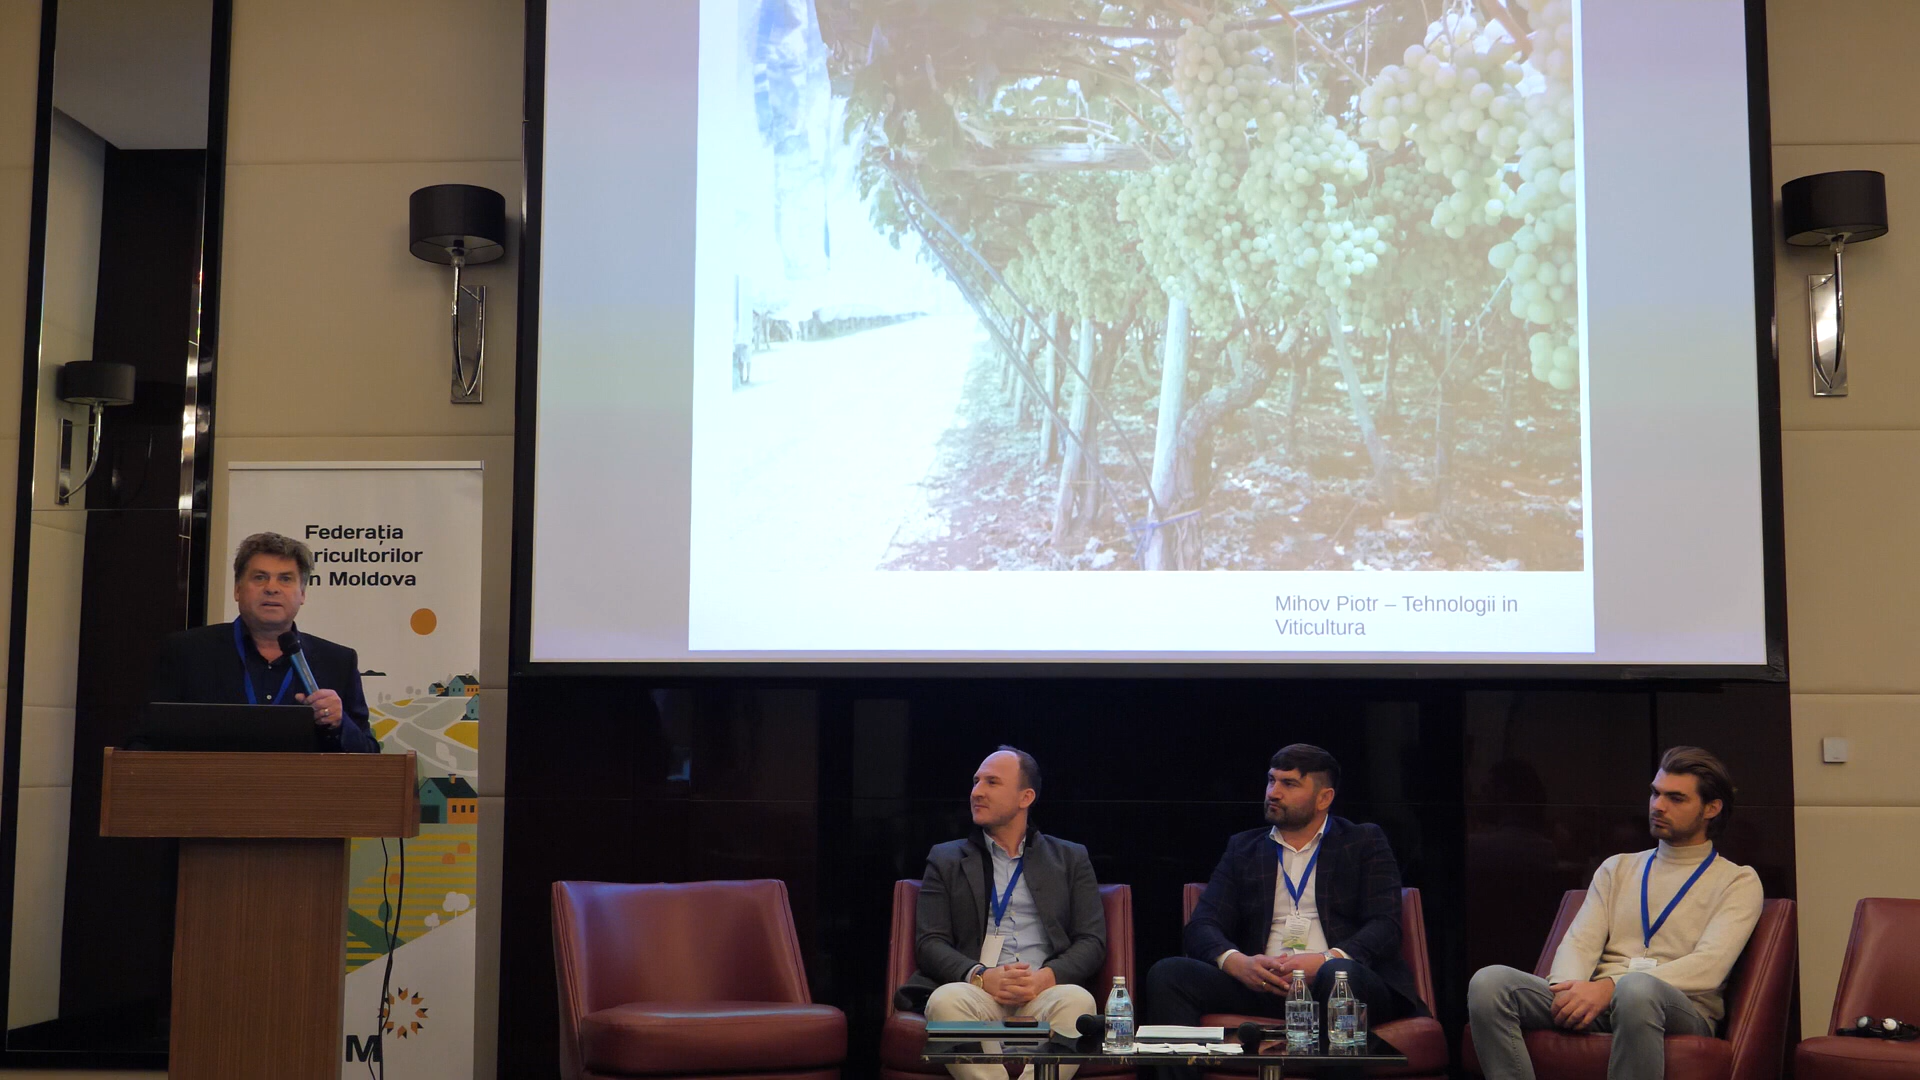 Mihov Piotr – Tehnologii in
Viticultura
Federația
ricultorilor
n Moldova
M